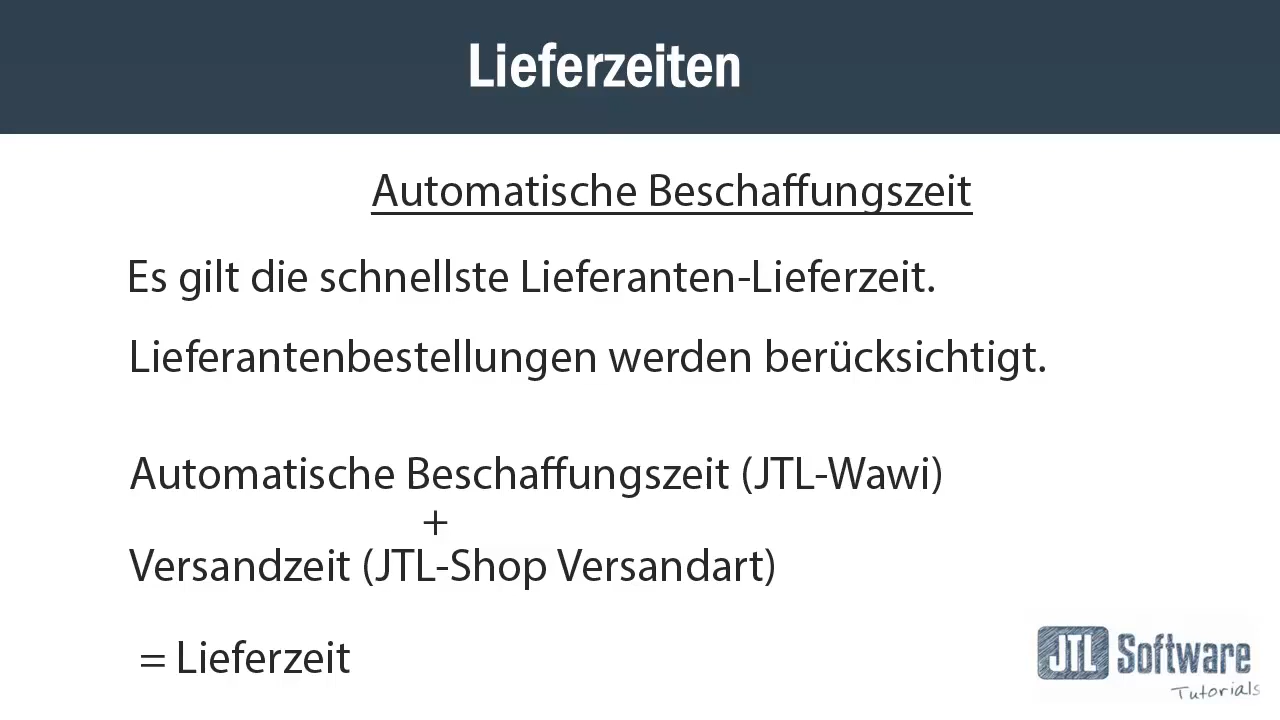 Lieferzeiten
Automatische Beschaffungszeit
Es gilt die schnellste Lieferanten-Lieferzeit.
Lieferantenbestellungen werden berücksichtigt.
Automatische Beschaffungszeit (JTL-Wawi)
+
Versandzeit (JTL-Shop Versandart)
= Lieferzeit
JTL Software
Tutorials